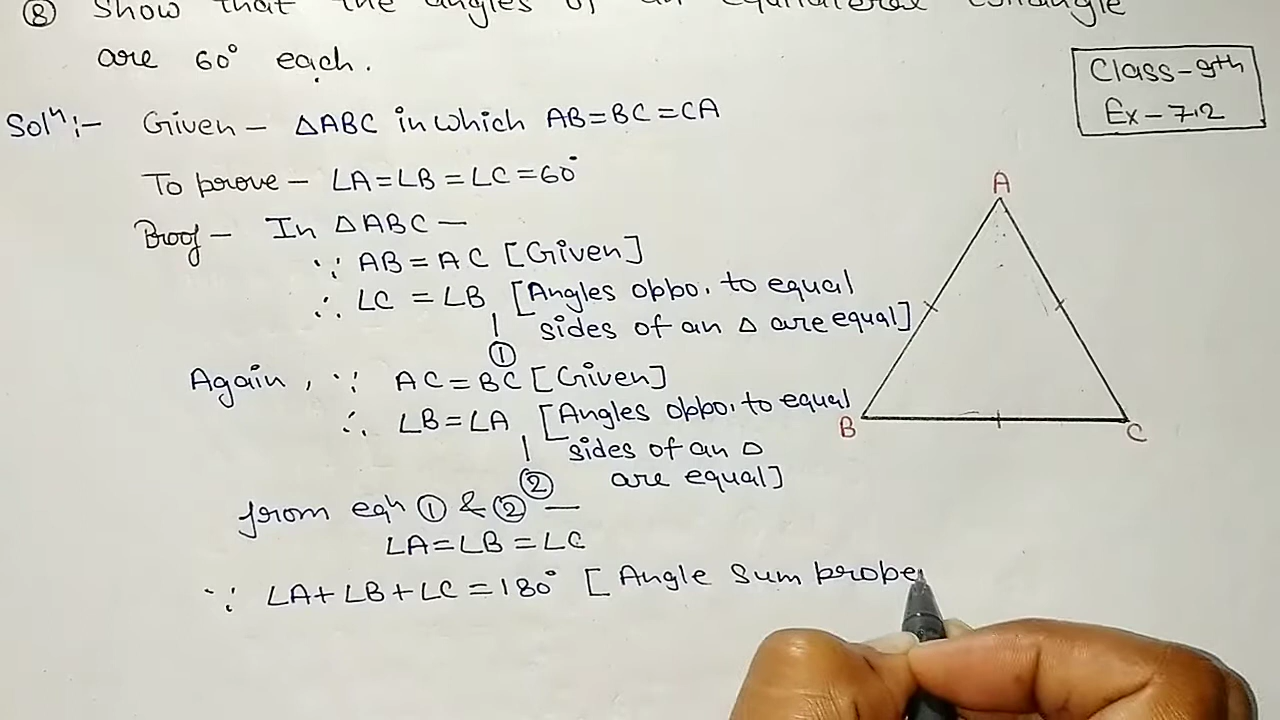 ⑧ Show that the angles of an equilateral triangle
are 60° each.
Class-9th
Ex-7.2
Solⁿ:- Given - △ABC in which AB=BC=CA
To prove - ∠A=∠B=∠C=60°
Proof - In △ABC -
∵ AB=AC [Given]
∴ ∠C=∠B [Angles oppo. to equal
sides of an △ are equal]
①
Again, ∵ AC=BC [Given]
∴ ∠B=∠A [Angles oppo. to equal
sides of an △
are equal]
②
from eqⁿ ① & ② -
∠A=∠B=∠C
∵ ∠A+∠B+∠C=180° [Angle Sum prope
A
B
C